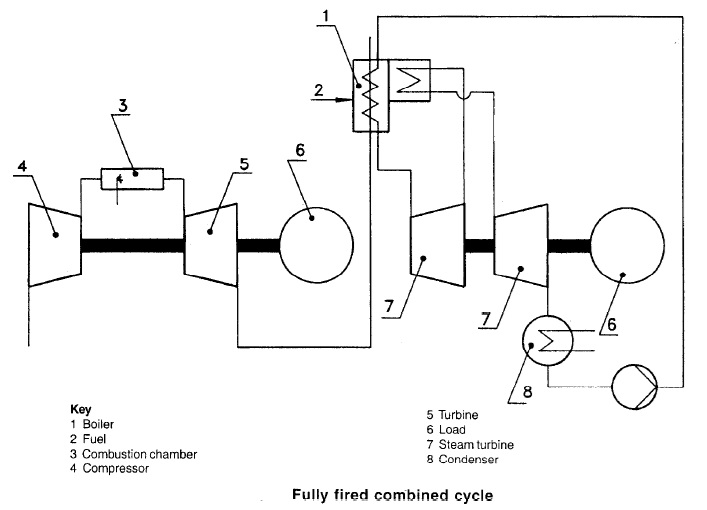 1
2
3
4
5
6
7
7
6
8
Key
1 Boiler
2 Fuel
3 Combustion chamber
4 Compressor
5 Turbine
6 Load
7 Steam turbine
8 Condenser
Fully fired combined cycle